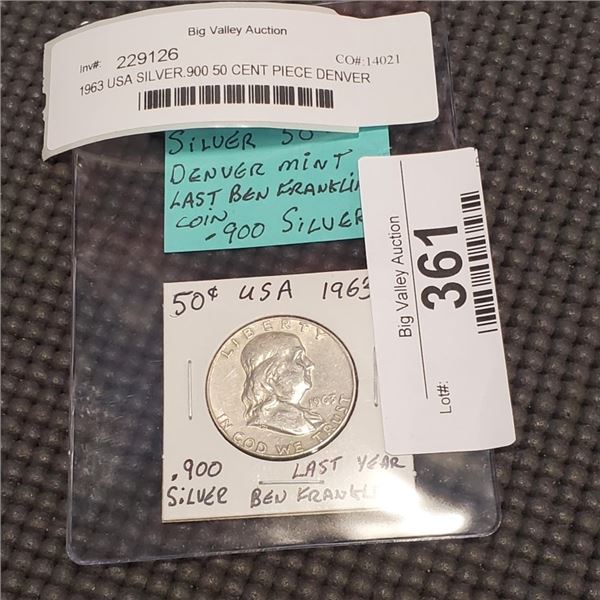 Big Valley Auction
Inv#: 229126 CO#:14021
1963 USA SILVER.900 50 CENT PIECE DENVER
SILVER 50
DENVER MINT
LAST BEN FRANKLIN
COIN
.900 SILVER
Big Valley Auction
Lot#: 361
50¢ USA 1963
LIBERTY
1963
IN GOD WE TRUST
.900 LAST YEAR
SILVER BEN FRANKLI